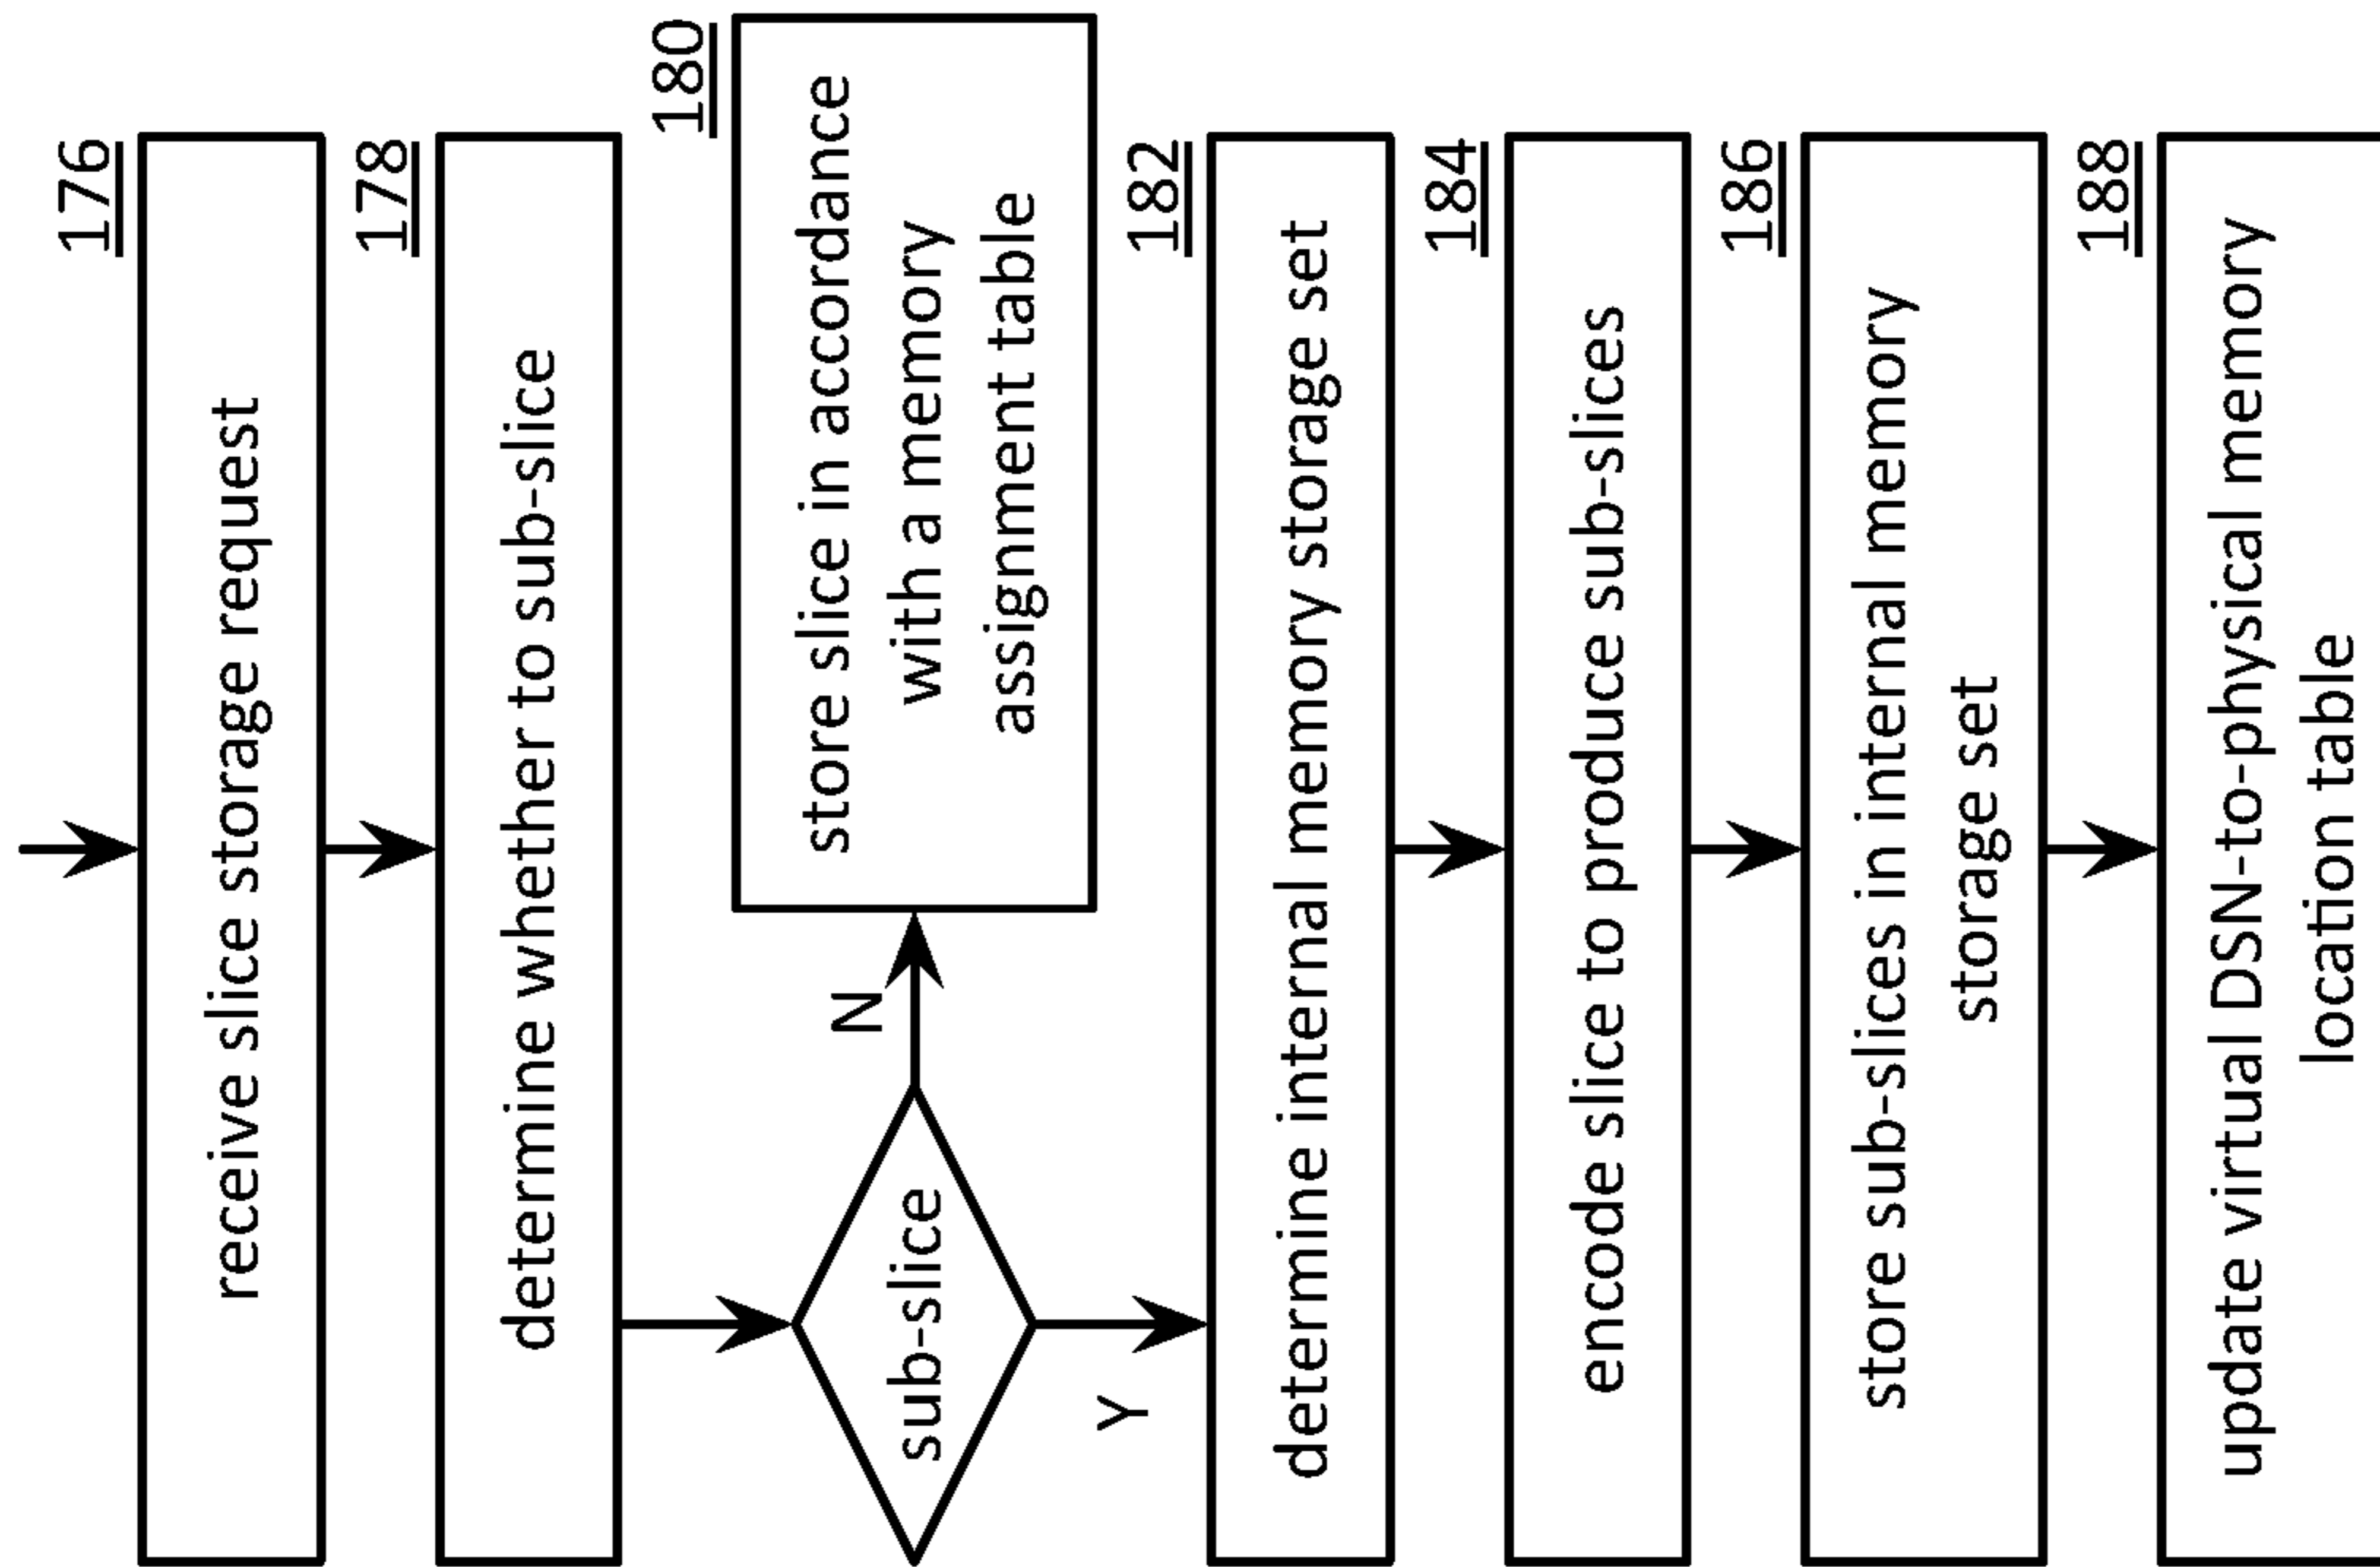 176
receive slice storage request
178
determine whether to sub-slice
180
store slice in accordance
with a memory
assignment table
sub-slice
N
Y
182
determine internal memory storage set
184
encode slice to produce sub-slices
186
store sub-slices in internal memory
storage set
188
update virtual DSN-to-physical memory
location table